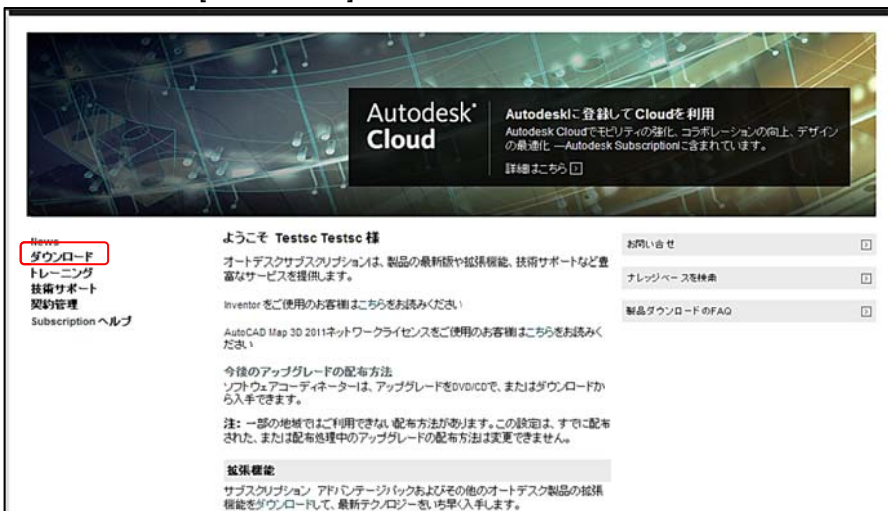 Autodesk
Cloud
Autodeskに登録してCloudを利用
Autodesk Cloudでモビリティの強化、コラボレーションの向上、デザイン
の最適化 —Autodesk Subscriptionに含まれています。
詳細はこちら
News
ダウンロード
トレーニング
技術サポート
契約管理
Subscription ヘルプ
ようこそ Testsc Testsc 様
オートデスクサブスクリプションは、製品の最新版や拡張機能、技術サポートなど豊
富なサービスを提供します。
Inventor をご使用のお客様はこちらをお読みください
AutoCAD Map 3D 2011ネットワークライセンスをご使用のお客様はこちらをお読みく
ださい
今後のアップグレードの配布方法
ソフトウェアコーディネーターは、アップグレードをDVD/CDで、またはダウンロードか
ら入手できます。
注: 一部の地域ではご利用できない配布方法があります。この設定は、すでに配布
された、または配布処理中のアップグレードの配布方法は変更できません。
拡張機能
サブスクリプション アドバンテージパックおよびその他のオートデスク製品の拡張
機能をダウンロードして、最新テクノロジーをいち早く入手します。
お問い合せ
ナレッジベースを検索
製品ダウンロードのFAQ